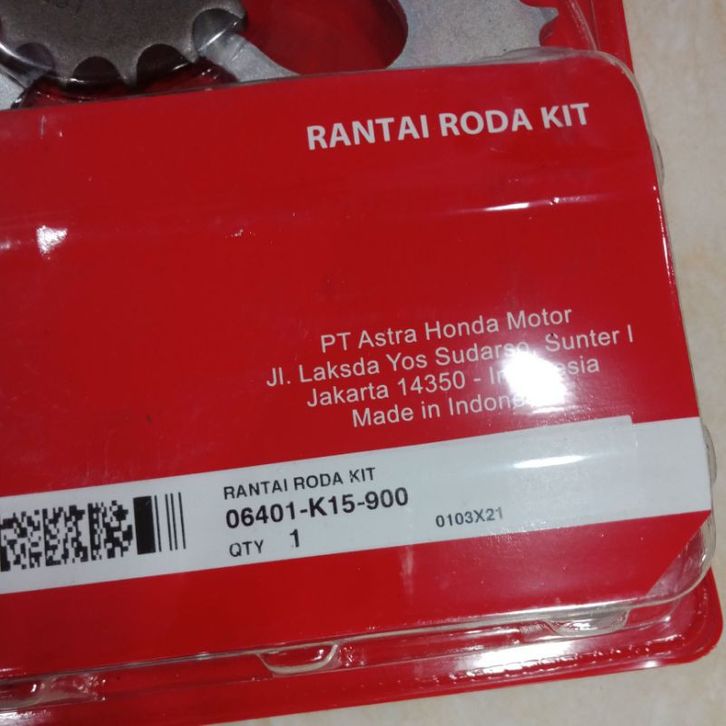 RANTAI RODA KIT
PT Astra Honda Motor
Jl. Laksda Yos Sudarso, Sunter I
Jakarta 14350 -
Made in
RANTAI RODA KIT
06401-K15-900
QTY 1
0103X21